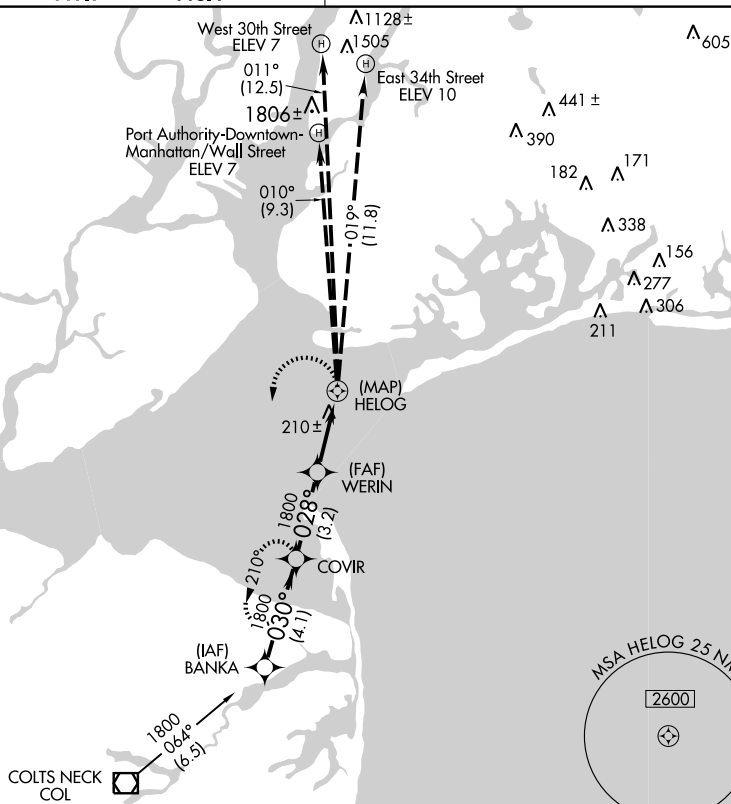 1128±
West 30th Street
ELEV 7
1505
605
011°
(12.5)
East 34th Street
ELEV 10
1806±
441±
390
Port Authority-Downtown-
Manhattan/Wall Street
ELEV 7
182
171
010°
(9.3)
019°
(11.8)
338
156
277
306
211
(MAP)
HELOG
210±
(FAF)
WERIN
1800
028°
(3.2)
COVIR
210°
1800
030°
(4.1)
(IAF)
BANKA
MSA HELOG 25 NM
2600
1800
064°
(6.5)
COLTS NECK
COL
H
H
H